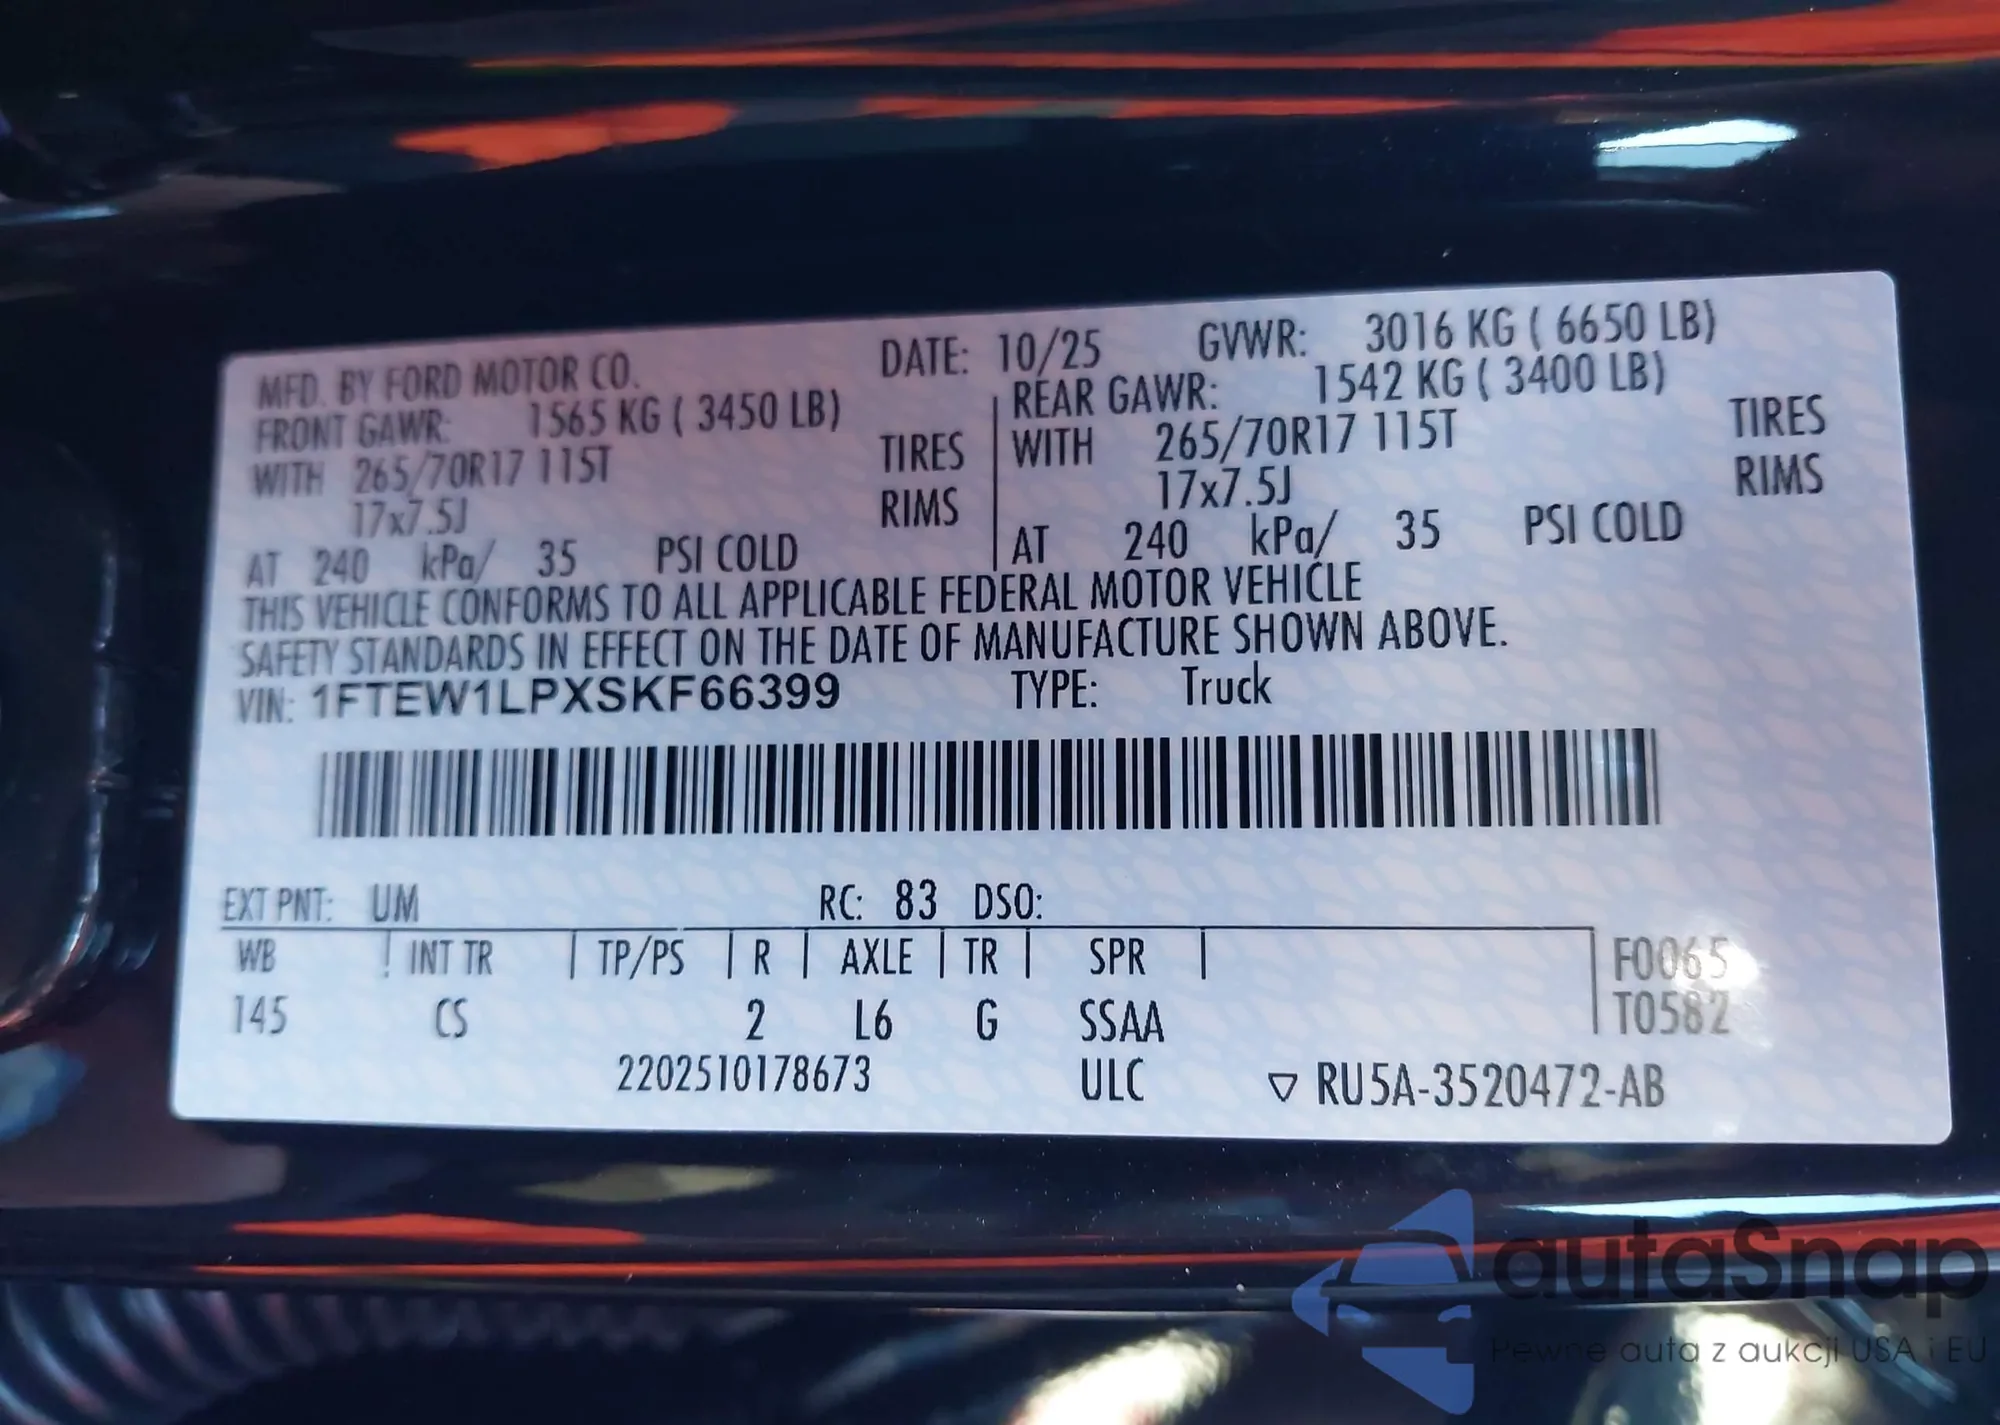 MFD. BY FORD MOTOR CO. DATE: 10/25 GVWR: 3016 KG ( 6650 LB)
FRONT GAWR: 1565 KG ( 3450 LB) REAR GAWR: 1542 KG ( 3400 LB)
WITH 265/70R17 115T TIRES WITH 265/70R17 115T TIRES
17x7.5J RIMS 17x7.5J RIMS
AT 240 kPa/ 35 PSI COLD AT 240 kPa/ 35 PSI COLD
THIS VEHICLE CONFORMS TO ALL APPLICABLE FEDERAL MOTOR VEHICLE
SAFETY STANDARDS IN EFFECT ON THE DATE OF MANUFACTURE SHOWN ABOVE.
VIN: 1FTEW1LPXSKF66399 TYPE: Truck
EXT PNT: UM RC: 83 DSO:
WB INT TR TP/PS R AXLE TR SPR F0065
145 CS 2 L6 G SSAA T0582
2202510178673 ULC ▽ RU5A-3520472-AB
autaSnap
Pewne auta z aukcji USA i EU